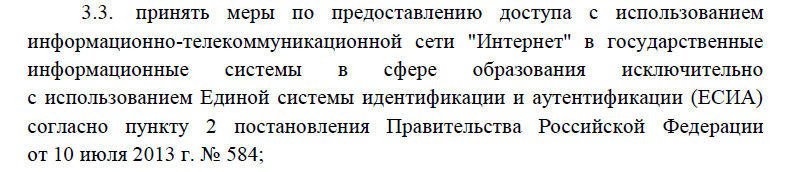 3.3. принять меры по предоставлению доступа с использованием
информационно-телекоммуникационной сети "Интернет" в государственные
информационные системы в сфере образования исключительно
с использованием Единой системы идентификации и аутентификации (ЕСИА)
согласно пункту 2 постановления Правительства Российской Федерации
от 10 июля 2013 г. № 584;